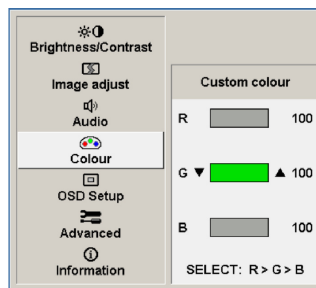 Brightness/Contrast
Image adjust
Audio
Colour
OSD Setup
Advanced
Information
Custom colour
R 100
G ▼ ▲ 100
B 100
SELECT: R > G > B